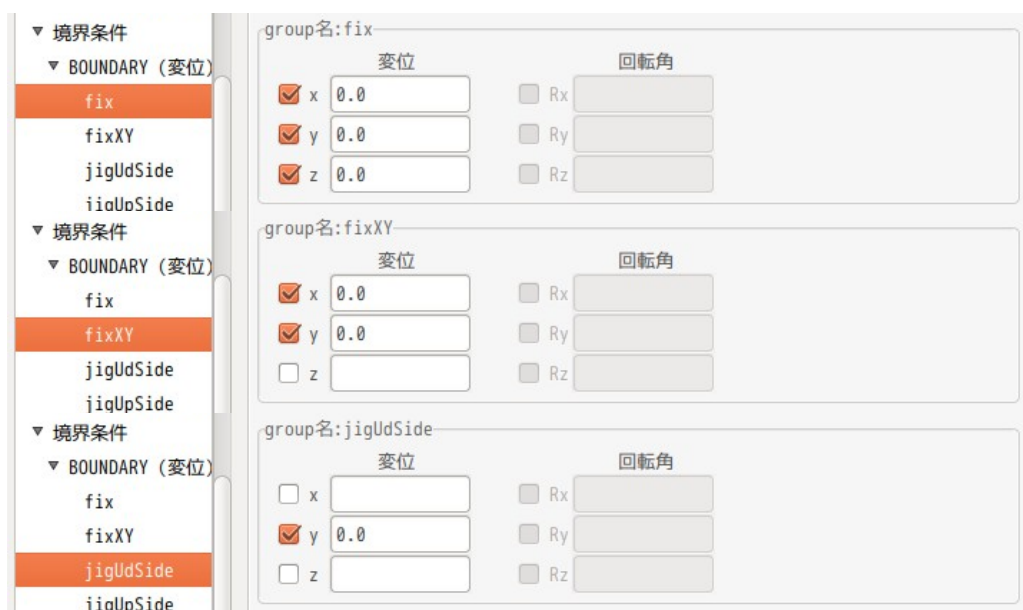 ▼ 境界条件
▼ BOUNDARY (変位)
fix
fixXY
jigUdSide
jigUpSide
group名:fix
変位 回転角
x 0.0 Rx
y 0.0 Ry
z 0.0 Rz
▼ 境界条件
▼ BOUNDARY (変位)
fix
fixXY
jigUdSide
jigUpSide
group名:fixXY
変位 回転角
x 0.0 Rx
y 0.0 Ry
z Rz
▼ 境界条件
▼ BOUNDARY (変位)
fix
fixXY
jigUdSide
jigUpSide
group名:jigUdSide
変位 回転角
x Rx
y 0.0 Ry
z Rz